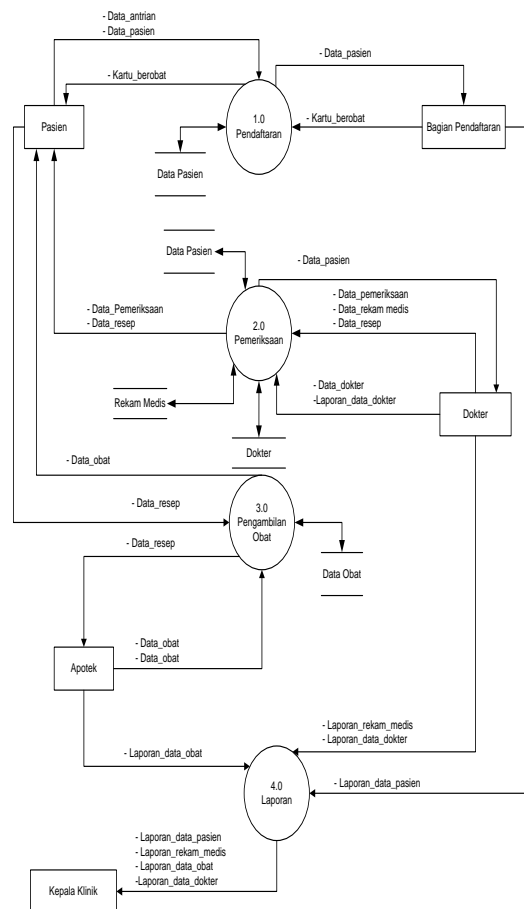 - Data_antrian
- Data_pasien
- Data_pasien
- Kartu_berobat
1.0
Pendaftaran
- Kartu_berobat
Pasien
Bagian Pendaftaran
Data Pasien
Data Pasien
- Data_pasien
- Data_pemeriksaan
- Data_rekam medis
- Data_resep
- Data_Pemeriksaan
- Data_resep
2.0
Pemeriksaan
- Data_dokter
-Laporan_data_dokter
Rekam Medis
Dokter
Dokter
- Data_obat
- Data_resep
3.0
Pengambilan
Obat
- Data_resep
Data Obat
- Data_obat
- Data_obat
Apotek
- Laporan_rekam_medis
- Laporan_data_dokter
- Laporan_data_obat
4.0
Laporan
- Laporan_data_pasien
- Laporan_data_pasien
- Laporan_rekam_medis
- Laporan_data_obat
-Laporan_data_dokter
Kepala Klinik